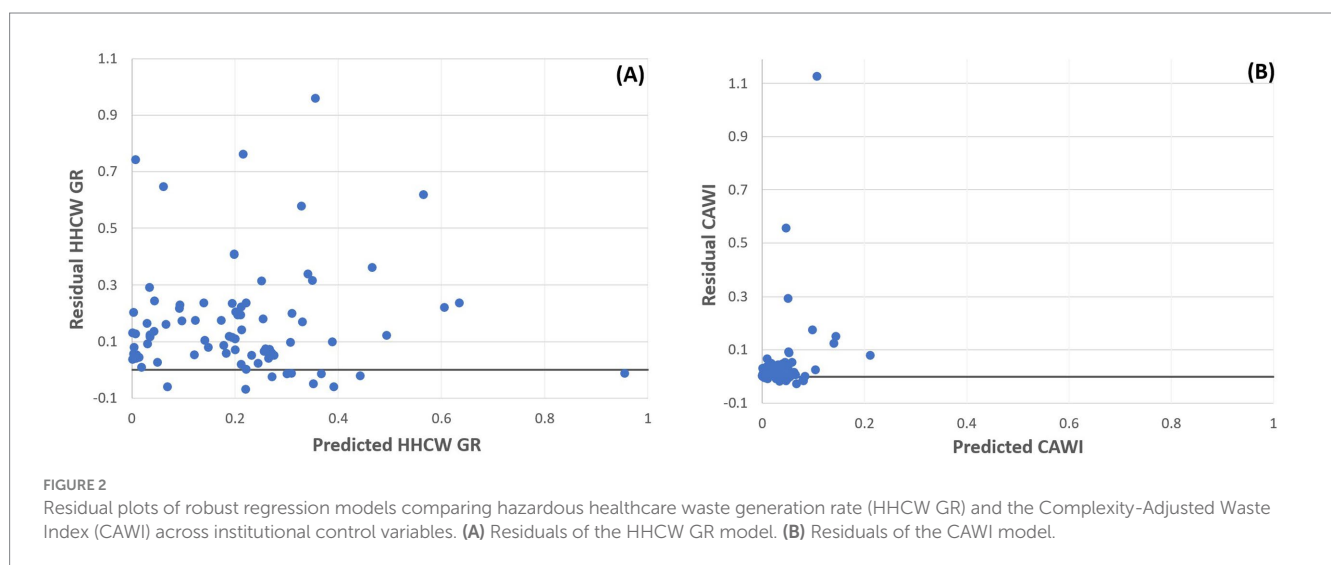 (A)
1.1
0.9
0.7
0.5
0.3
0.1
-0.1
Residual HHCW GR
0 0.2 0.4 0.6 0.8 1
Predicted HHCW GR
(B)
1.1
0.9
0.7
0.5
0.3
0.1
-0.1
Residual CAWI
0 0.2 0.4 0.6 0.8 1
Predicted CAWI
FIGURE 2
Residual plots of robust regression models comparing hazardous healthcare waste generation rate (HHCW GR) and the Complexity-Adjusted Waste
Index (CAWI) across institutional control variables. (A) Residuals of the HHCW GR model. (B) Residuals of the CAWI model.